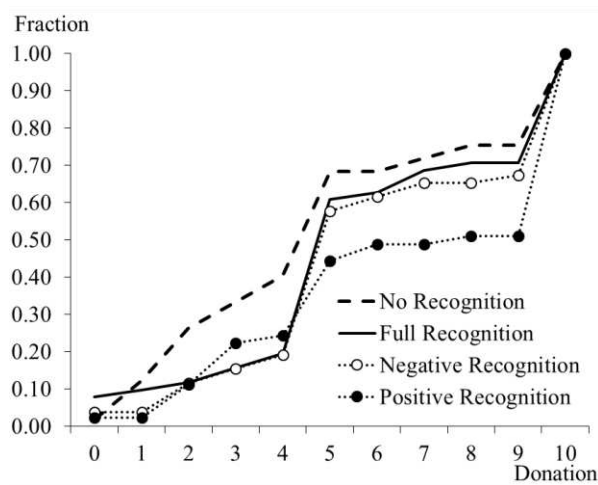 Fraction
1.00
0.90
0.80
0.70
0.60
0.50
0.40
0.30
0.20
0.10
0.00
No Recognition
Full Recognition
Negative Recognition
Positive Recognition
0 1 2 3 4 5 6 7 8 9 10
Donation